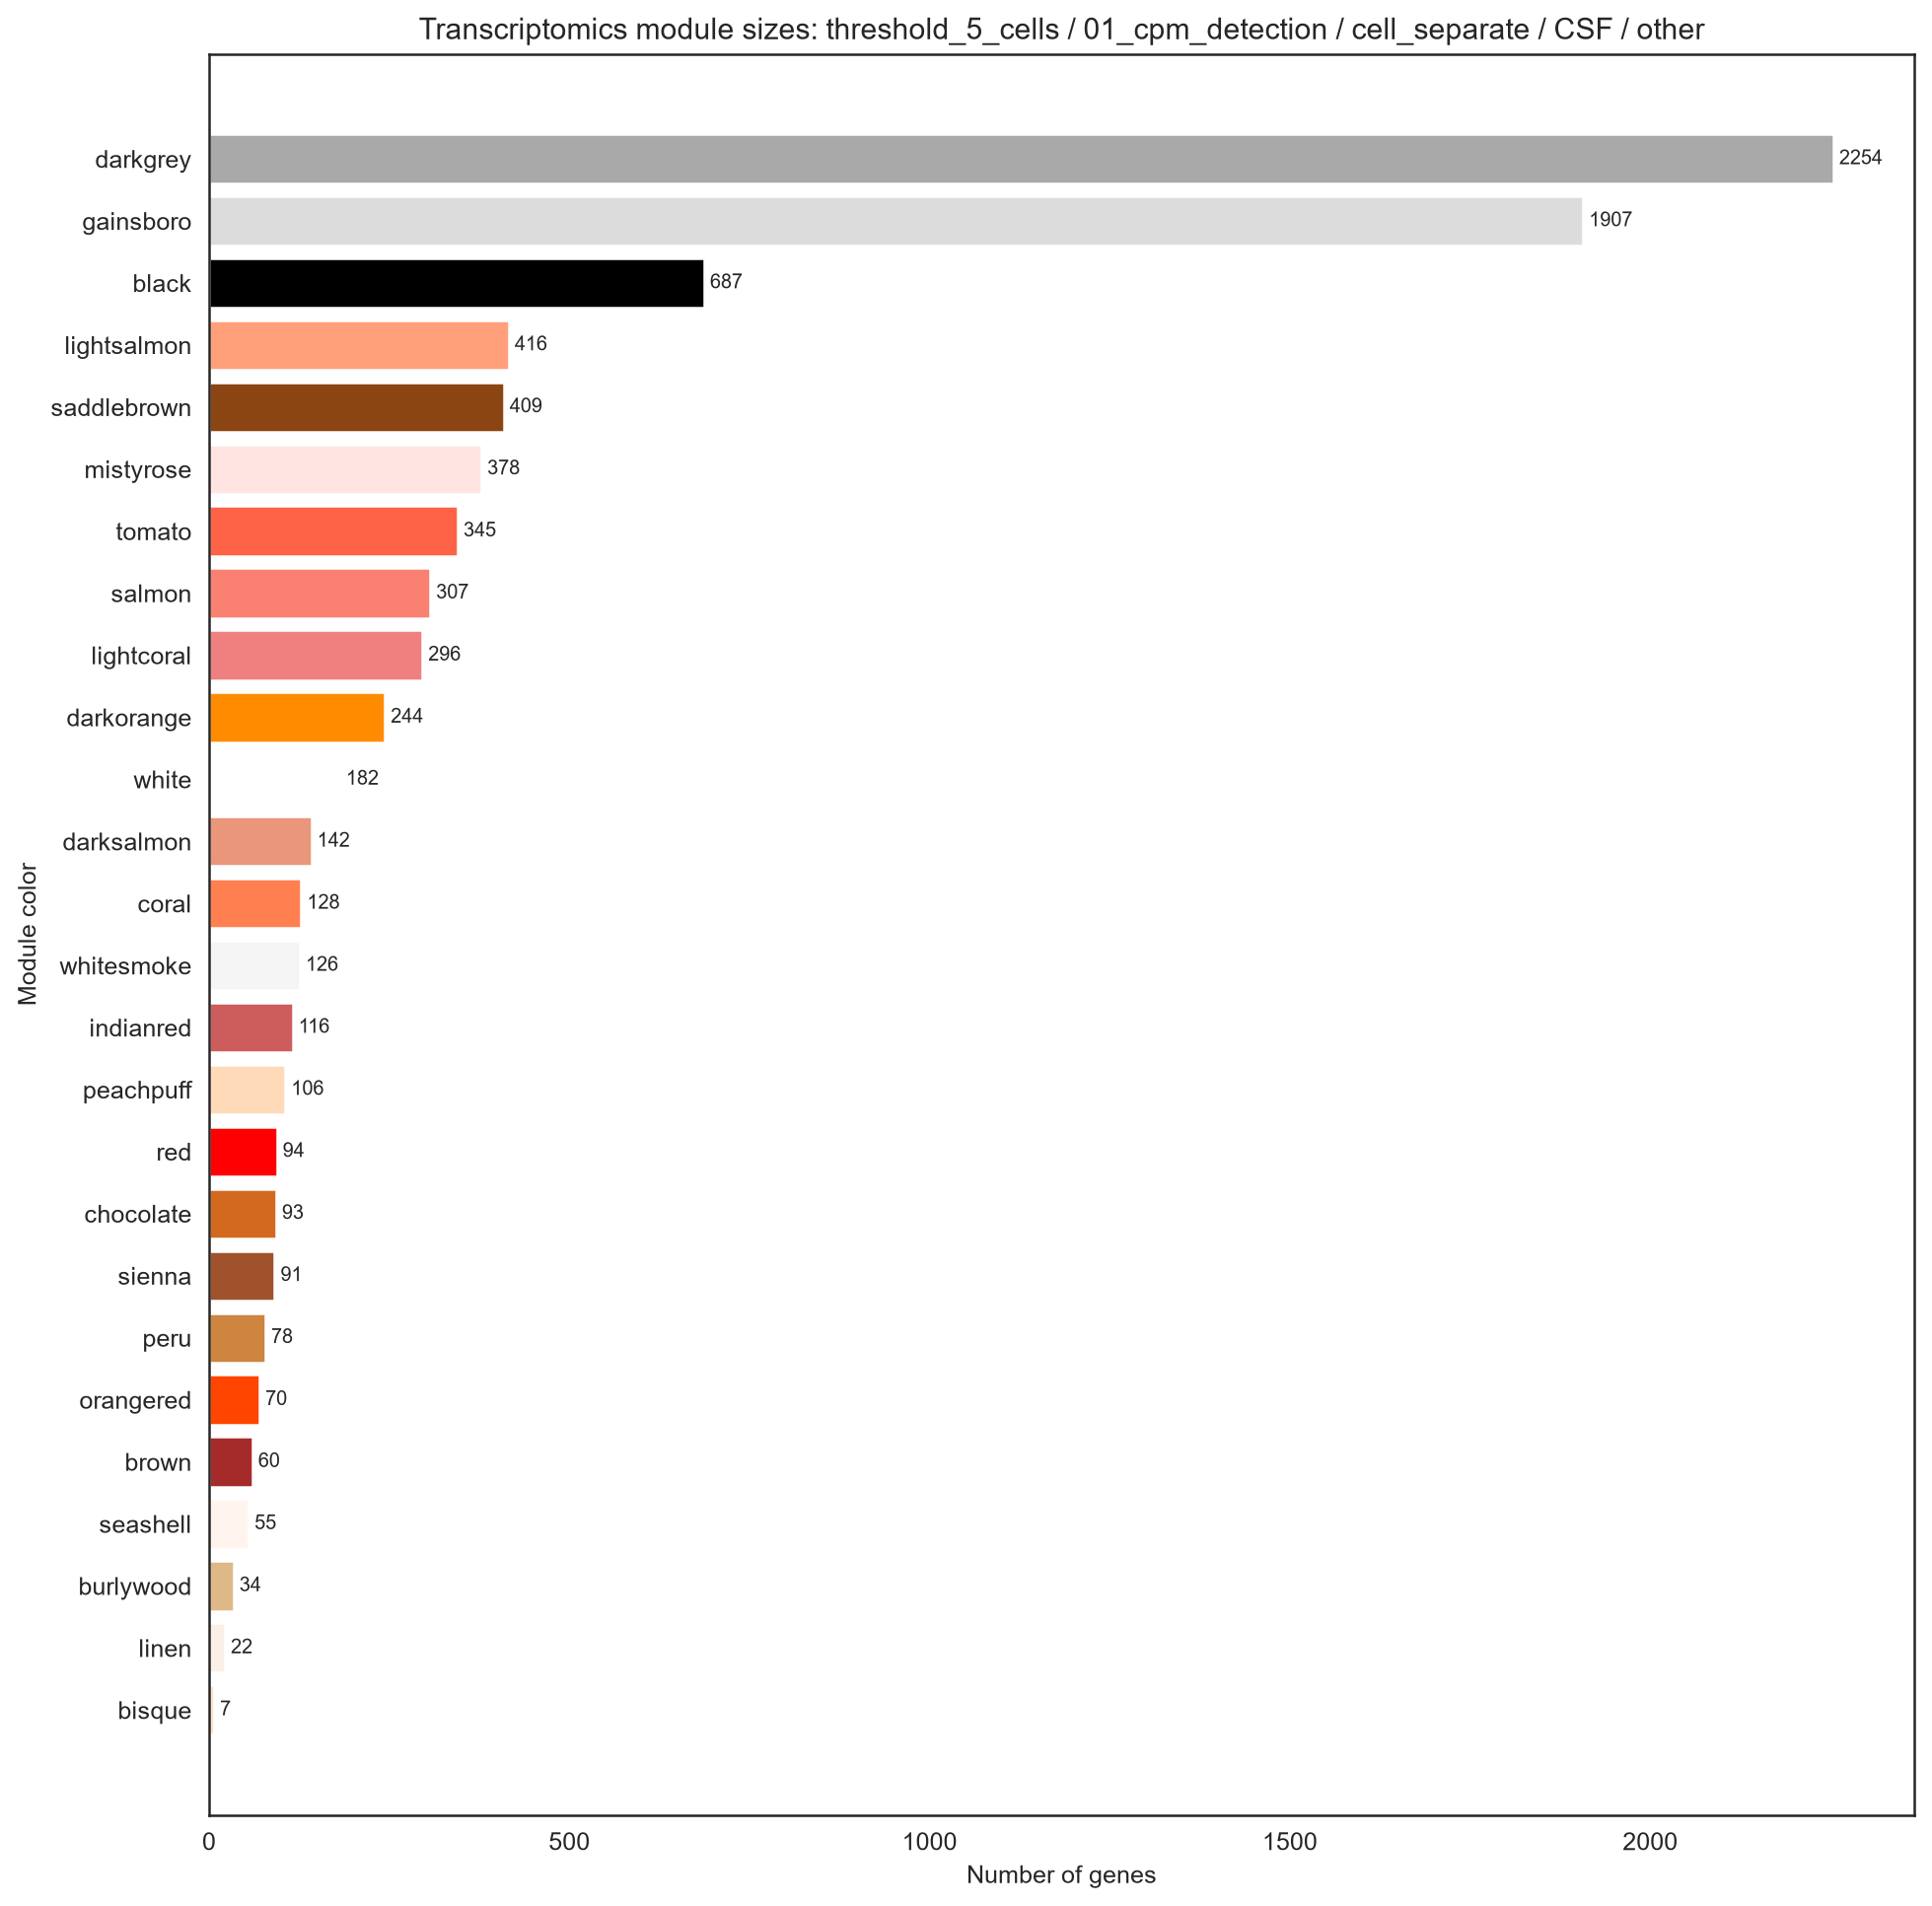 Transcriptomics module sizes: threshold_5_cells / 01_cpm_detection / cell_separate / CSF / other
Module color
darkgrey 2254
gainsboro 1907
black 687
lightsalmon 416
saddlebrown 409
mistyrose 378
tomato 345
salmon 307
lightcoral 296
darkorange 244
white 182
darksalmon 142
coral 128
whitesmoke 126
indianred 116
peachpuff 106
red 94
chocolate 93
sienna 91
peru 78
orangered 70
brown 60
seashell 55
burlywood 34
linen 22
bisque 7
0 500 1000 1500 2000
Number of genes